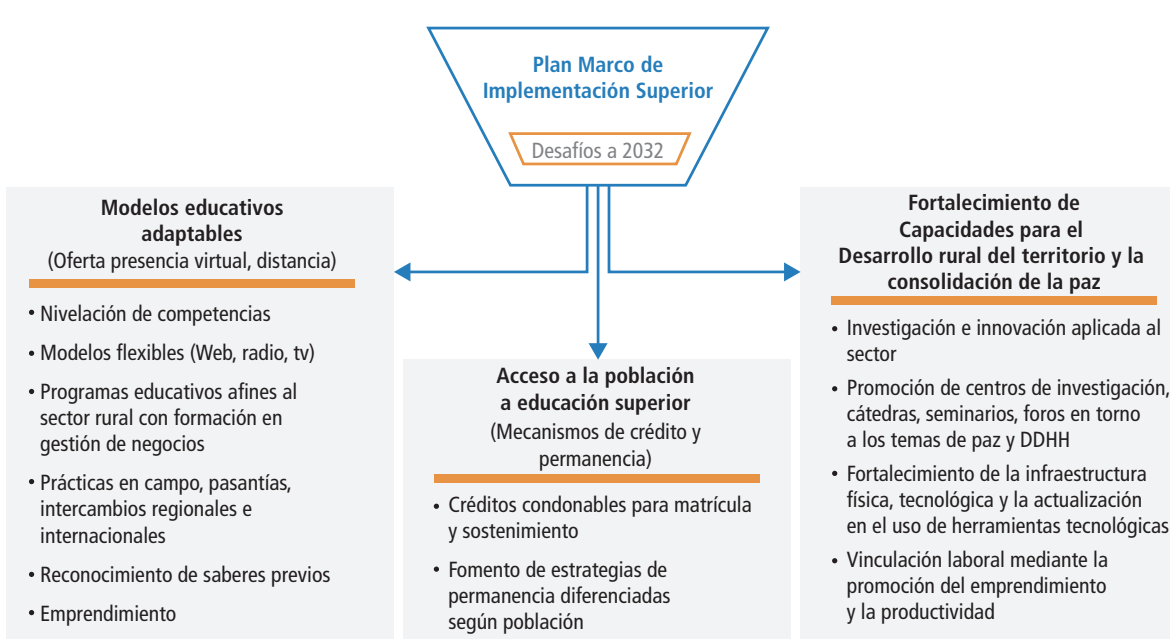 Plan Marco de
Implementación Superior
Desafíos a 2032
Modelos educativos
adaptables
(Oferta presencia virtual, distancia)
• Nivelación de competencias
• Modelos flexibles (Web, radio, tv)
• Programas educativos afines al
sector rural con formación en
gestión de negocios
• Prácticas en campo, pasantías,
intercambios regionales e
internacionales
• Reconocimiento de saberes previos
• Emprendimiento
Acceso a la población
a educación superior
(Mecanismos de crédito y
permanencia)
• Créditos condonables para matrícula
y sostenimiento
• Fomento de estrategias de
permanencia diferenciadas
según población
Fortalecimiento de
Capacidades para el
Desarrollo rural del territorio y la
consolidación de la paz
• Investigación e innovación aplicada al
sector
• Promoción de centros de investigación,
cátedras, seminarios, foros en torno
a los temas de paz y DDHH
• Fortalecimiento de la infraestructura
física, tecnológica y la actualización
en el uso de herramientas tecnológicas
• Vinculación laboral mediante la
promoción del emprendimiento
y la productividad